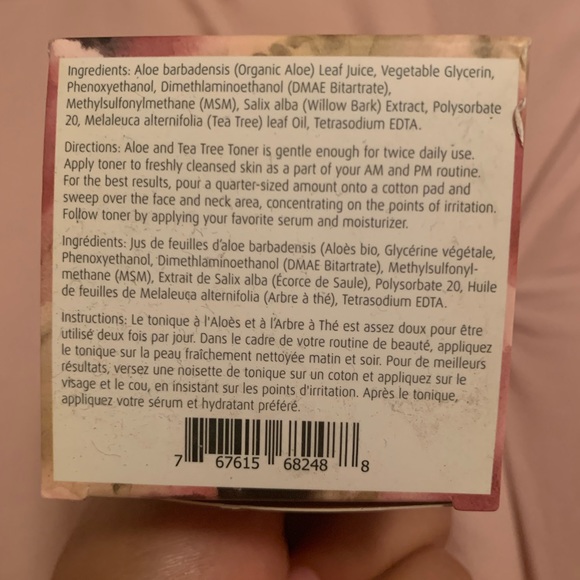 Ingredients: Aloe barbadensis (Organic Aloe) Leaf Juice, Vegetable Glycerin,
Phenoxyethanol, Dimethlaminoethanol (DMAE Bitartrate),
Methylsulfonylmethane (MSM), Salix alba (Willow Bark) Extract, Polysorbate
20, Melaleuca alternifolia (Tea Tree) leaf Oil, Tetrasodium EDTA.
Directions: Aloe and Tea Tree Toner is gentle enough for twice daily use.
Apply toner to freshly cleansed skin as a part of your AM and PM routine.
For the best results, pour a quarter-sized amount onto a cotton pad and
sweep over the face and neck area, concentrating on the points of irritation.
Follow toner by applying your favorite serum and moisturizer.
Ingrédients: Jus de feuilles d'aloe barbadensis (Aloès bio, Glycérine végétale,
Phenoxyethanol, Dimethlaminoethanol (DMAE Bitartrate), Methylsulfonyl-
methane (MSM), Extrait de Salix alba (Écorce de Saule), Polysorbate 20, Huile
de feuilles de Melaleuca alternifolia (Arbre à thé), Tetrasodium EDTA.
Instructions: Le tonique à l'Aloès et à l'Arbre à Thé est assez doux pour être
utilisé deux fois par jour. Dans le cadre de votre routine de beauté, appliquez
le tonique sur la peau fraîchement nettoyée matin et soir. Pour de meilleurs
résultats, versez une noisette de tonique sur un coton et appliquez sur le
visage et le cou, en insistant sur les points d'irritation. Après le tonique,
appliquez votre sérum et hydratant préféré.
7 67615 68248 8